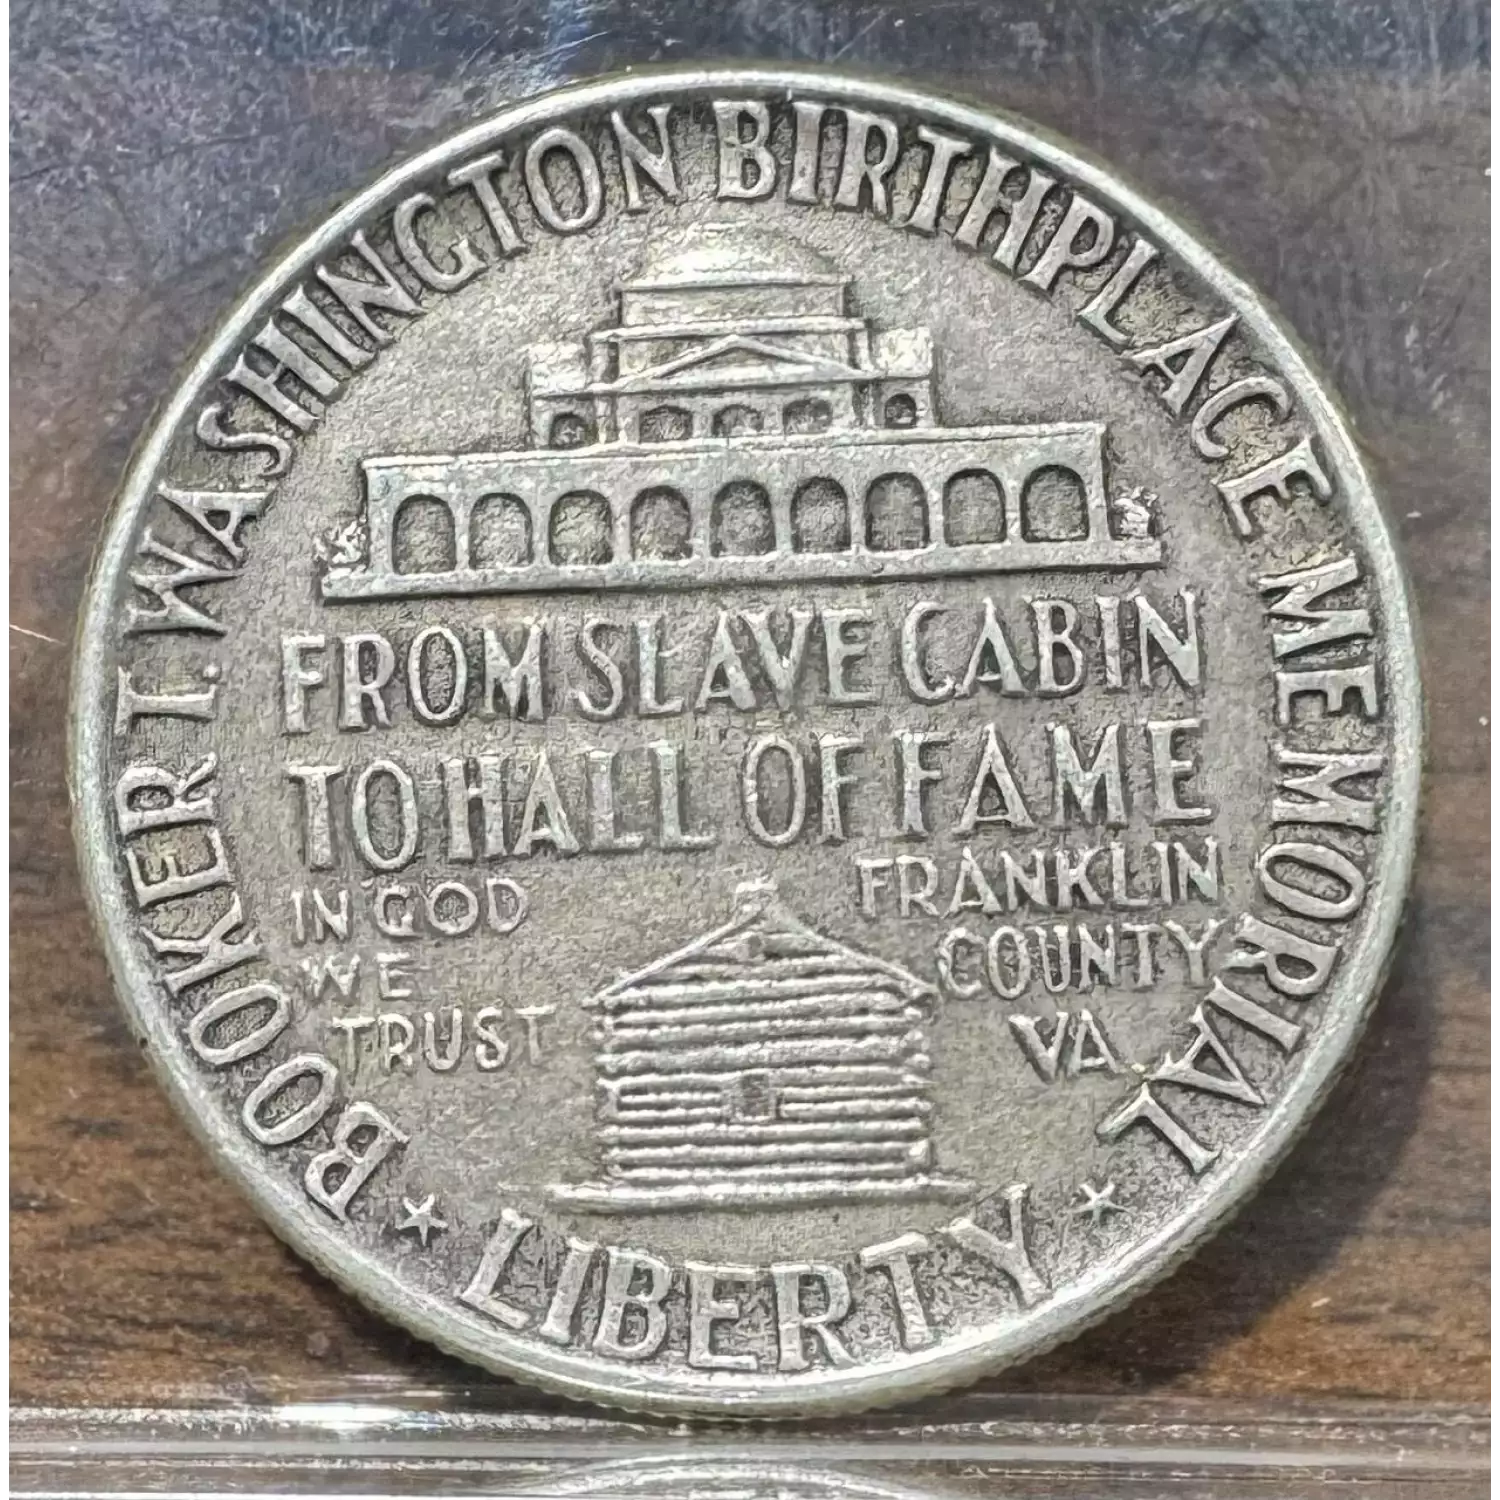 BOOKER T. WASHINGTON BIRTHPLACE MEMORIAL
FROM SLAVE CABIN
TO HALL OF FAME
IN GOD
WE
TRUST
FRANKLIN
COUNTY
VA.
LIBERTY